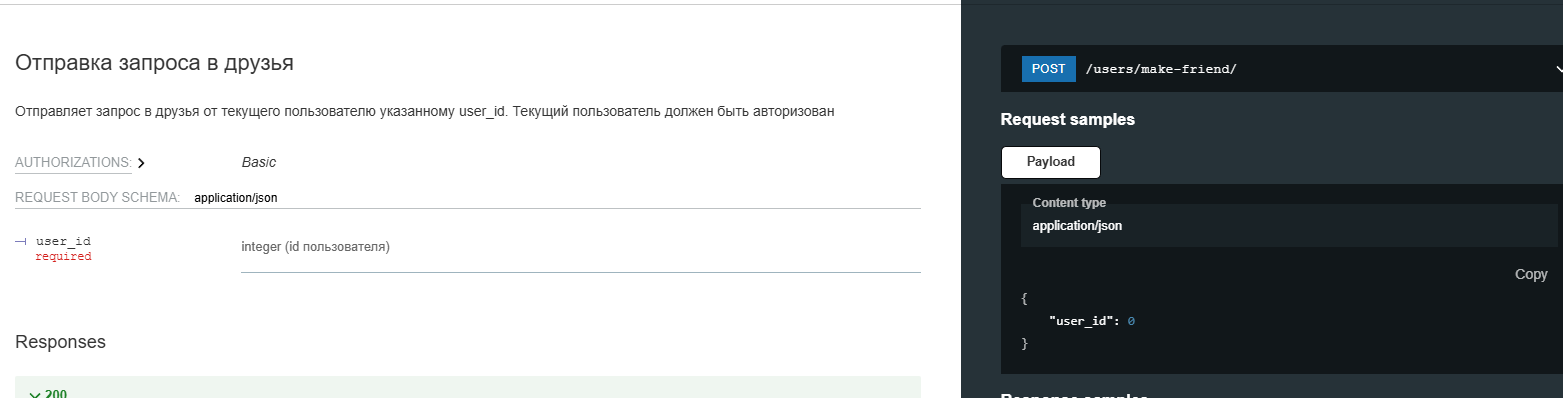 Отправка запроса в друзья
Отправляет запрос в друзья от текущего пользователю указанному user_id. Текущий пользователь должен быть авторизован
AUTHORIZATIONS: Basic
REQUEST BODY SCHEMA: application/json
user_id
required
integer (id пользователя)
Responses
200
POST /users/make-friend/
Request samples
Payload
Content type
application/json
Copy
{
"user_id": 0
}
Response samples